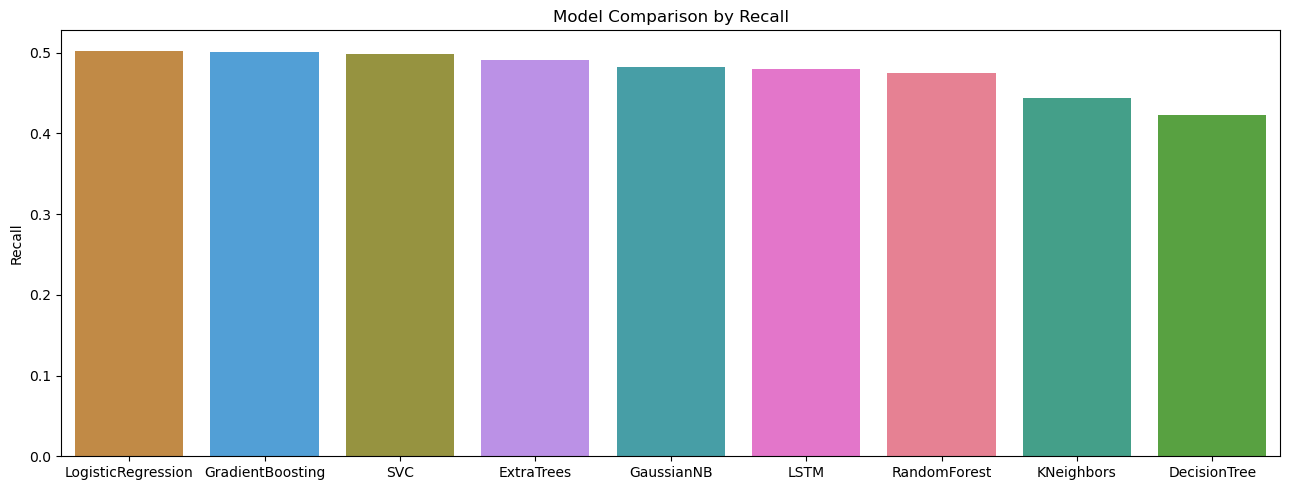 Model Comparison by Recall
Recall
0.5
0.4
0.3
0.2
0.1
0.0
LogisticRegression GradientBoosting SVC ExtraTrees GaussianNB LSTM RandomForest KNeighbors DecisionTree